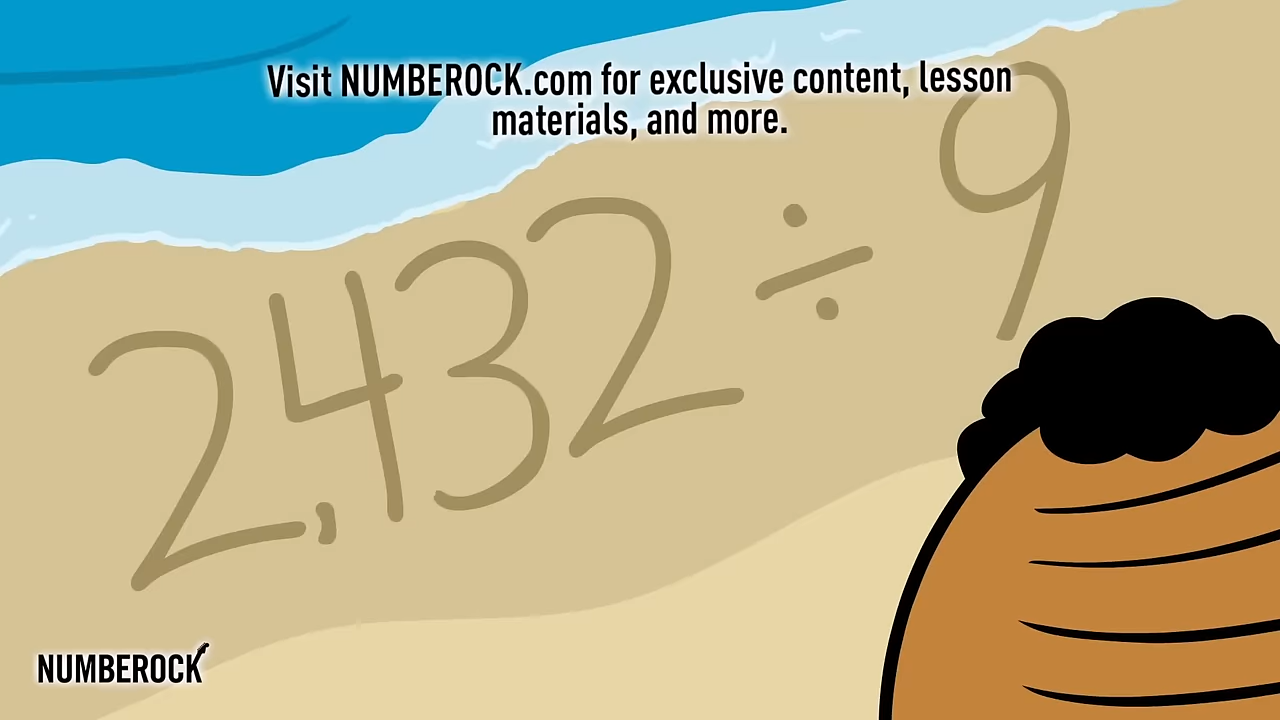 Visit NUMBEROCK.com for exclusive content, lesson
materials, and more.
2,432 ÷ 9
NUMBEROCK